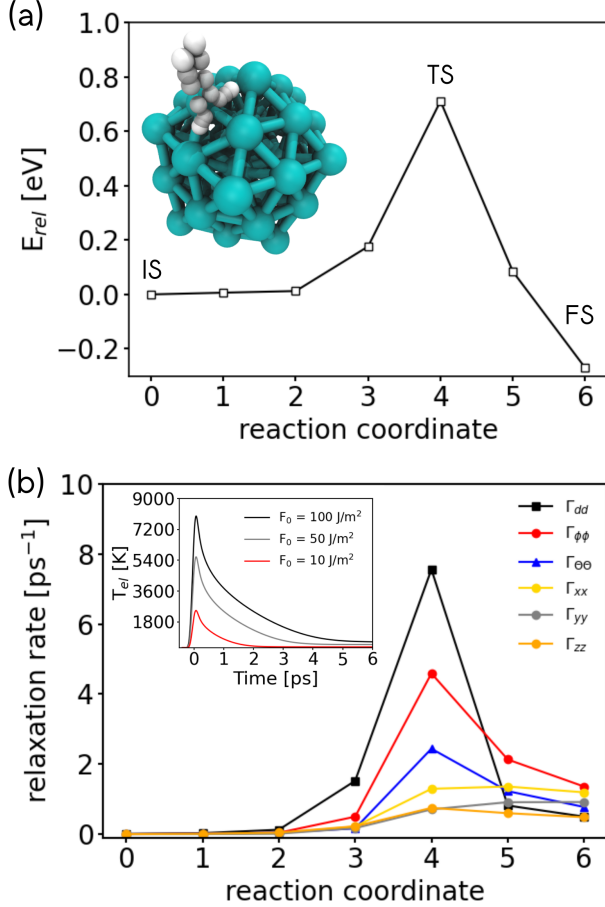 (a)
1.0
0.8
0.6
0.4
0.2
0.0
−0.2
E_rel [eV]
IS
TS
FS
0 1 2 3 4 5 6
reaction coordinate
(b)
10
8
6
4
2
0
relaxation rate [ps⁻¹]
9000
7200
5400
3600
1800
T_el [K]
F₀ = 100 J/m²
F₀ = 50 J/m²
F₀ = 10 J/m²
0 1 2 3 4 5 6
Time [ps]
Γ_dd
Γ_ϕϕ
Γ_ΘΘ
Γ_xx
Γ_yy
Γ_zz
0 1 2 3 4 5 6
reaction coordinate